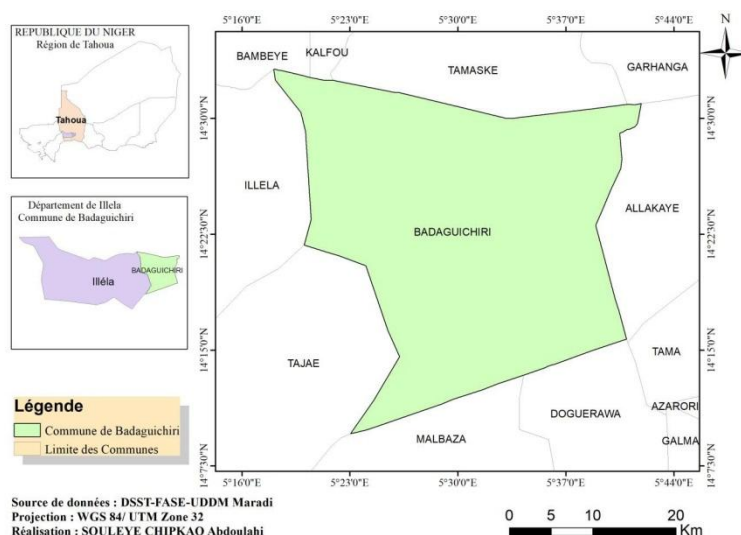 REPUBLIQUE DU NIGER
Région de Tahoua
Tahoua
Département de Illela
Commune de Badaguichiri
BADAGUICHIRI
Illéla
Légende
Commune de Badaguichiri
Limite des Communes
Source de données : DSST-FASE-UDDM Maradi
Projection : WGS 84/ UTM Zone 32
Réalisation : SOULEYE CHIPKAO Abdoulahi
5°16'0"E 5°23'0"E 5°30'0"E 5°37'0"E 5°44'0"E
N
BAMBEYE
KALFOU
TAMASKE
GARHANGA
14°30'0"N 14°30'0"N
ILLELA
ALLAKAYE
BADAGUICHIRI
14°22'30"N 14°22'30"N
TAJAE
TAMA
14°15'0"N 14°15'0"N
DOGUERAWA
AZARORI
MALBAZA
GALMA
14°7'30"N 14°7'30"N
5°16'0"E 5°23'0"E 5°30'0"E 5°37'0"E 5°44'0"E
0 10 20
Km